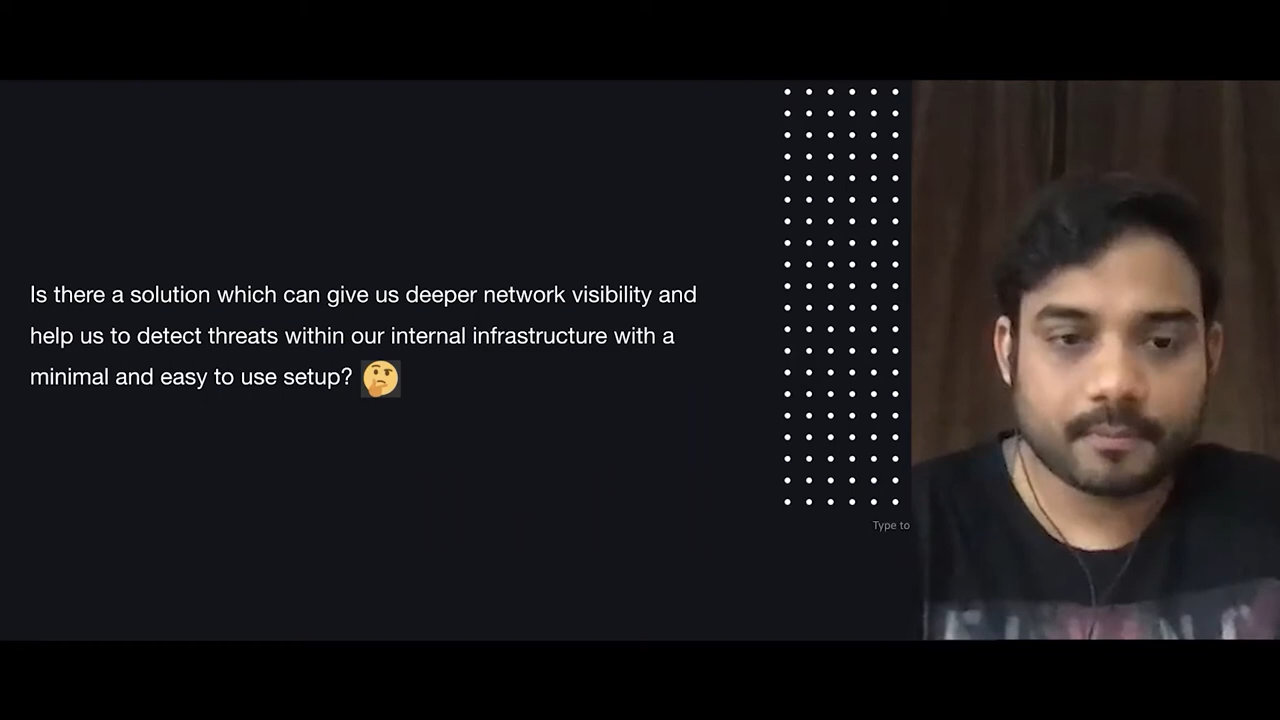 Is there a solution which can give us deeper network visibility and
help us to detect threats within our internal infrastructure with a
minimal and easy to use setup? 🤔
Type to